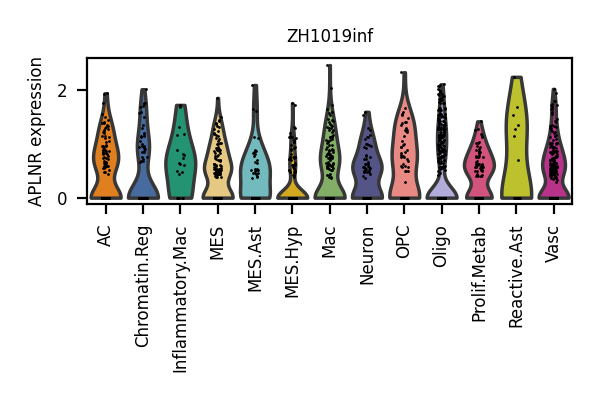 ZH1019inf
APLNR expression
2
0
AC
Chromatin.Reg
Inflammatory.Mac
MES
MES.Ast
MES.Hyp
Mac
Neuron
OPC
Oligo
Prolif.Metab
Reactive.Ast
Vasc